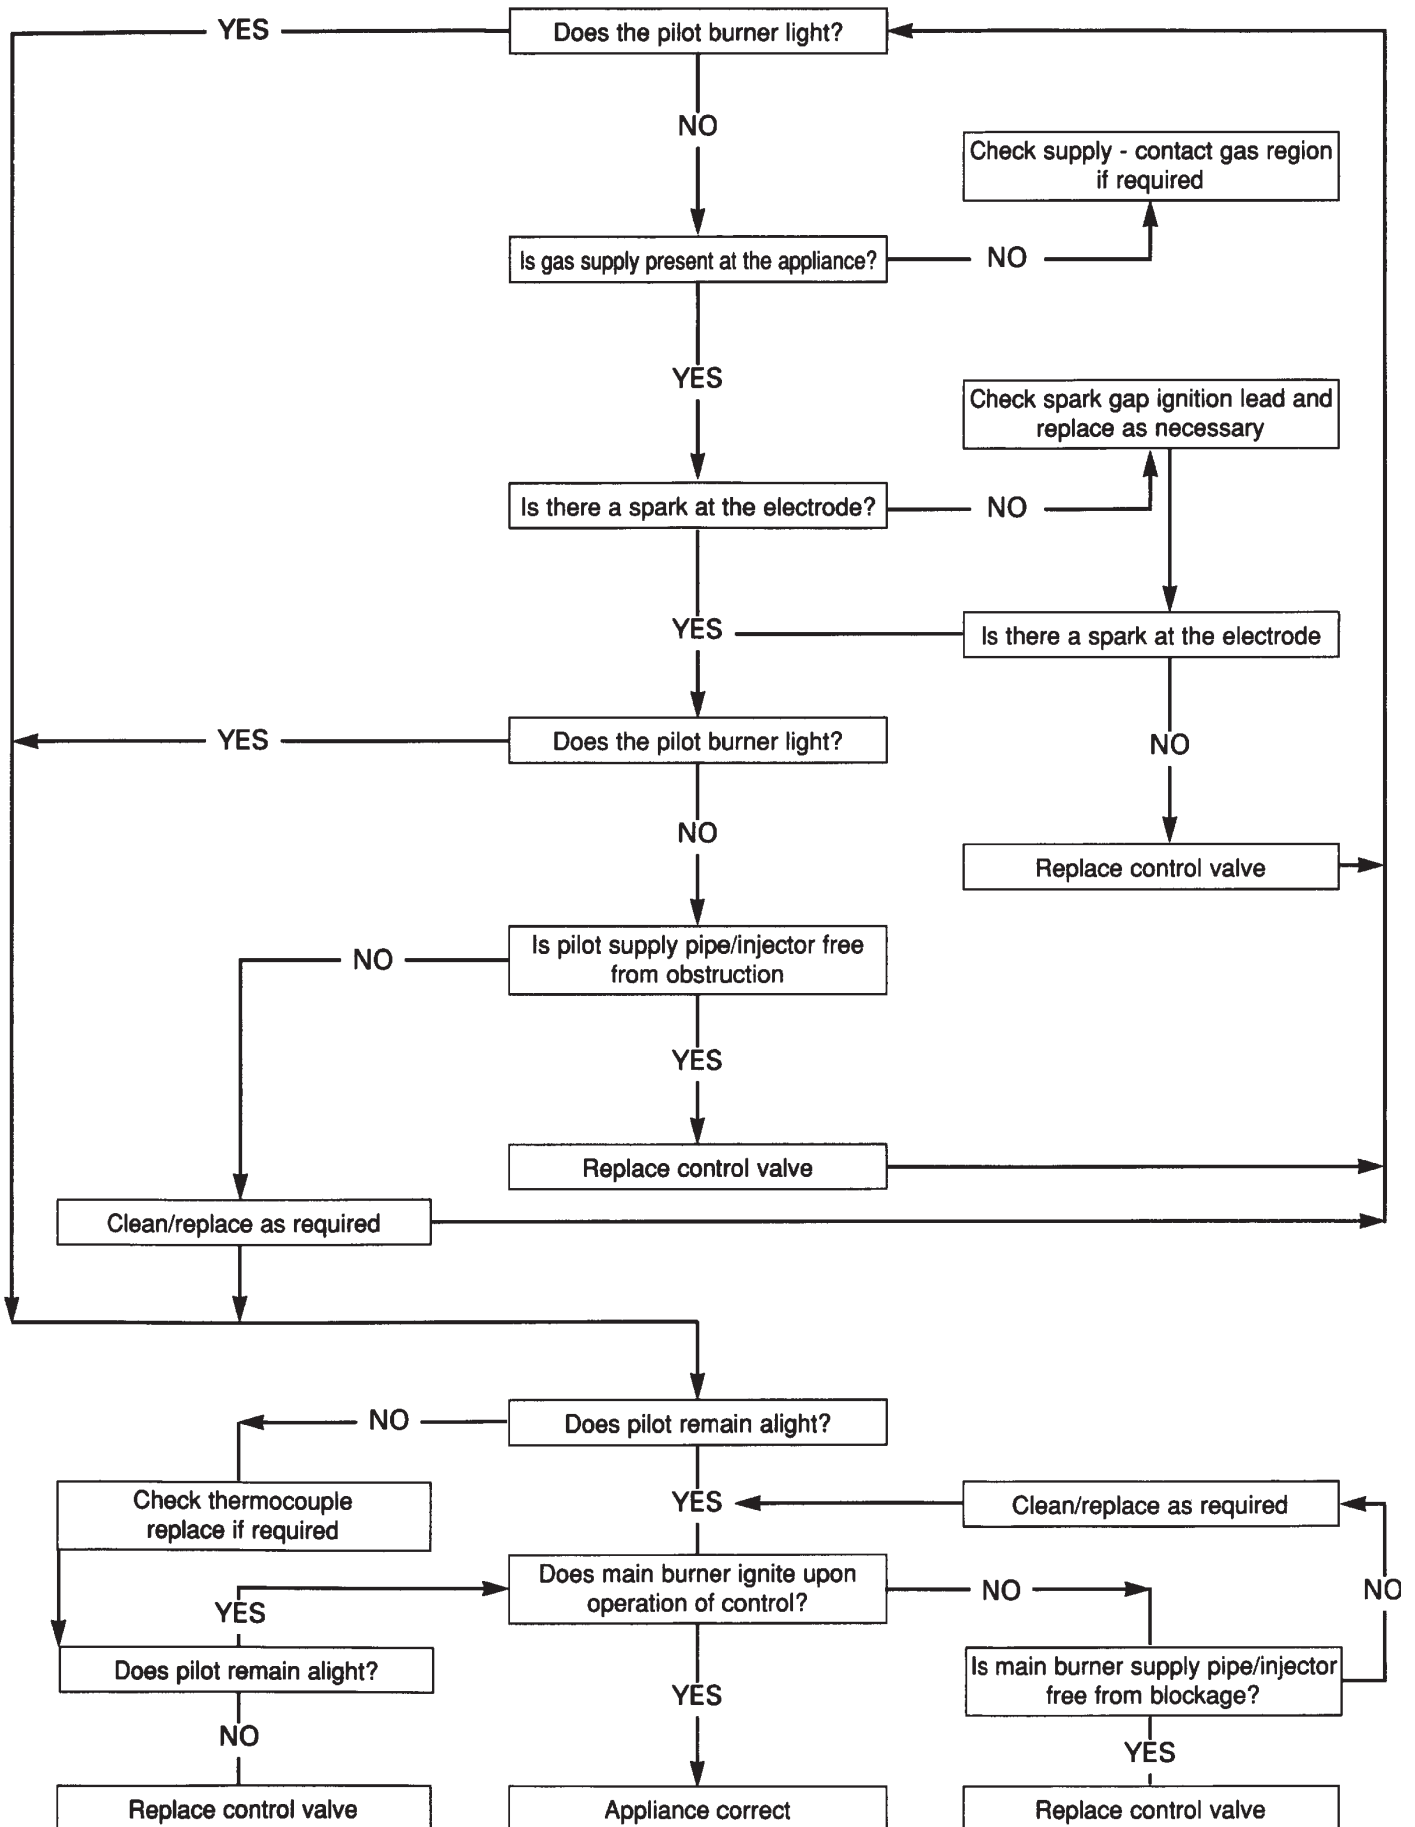 YES
Does the pilot burner light?
NO
Check supply - contact gas region
if required
Is gas supply present at the appliance?
NO
YES
Check spark gap ignition lead and
replace as necessary
Is there a spark at the electrode?
NO
YES
Is there a spark at the electrode
YES
Does the pilot burner light?
NO
NO
Replace control valve
Is pilot supply pipe/injector free
from obstruction
NO
YES
Replace control valve
Clean/replace as required
NO
Does pilot remain alight?
Check thermocouple
replace if required
YES
Clean/replace as required
Does main burner ignite upon
operation of control?
NO
NO
YES
Does pilot remain alight?
Is main burner supply pipe/injector
free from blockage?
YES
NO
YES
Replace control valve
Appliance correct
Replace control valve